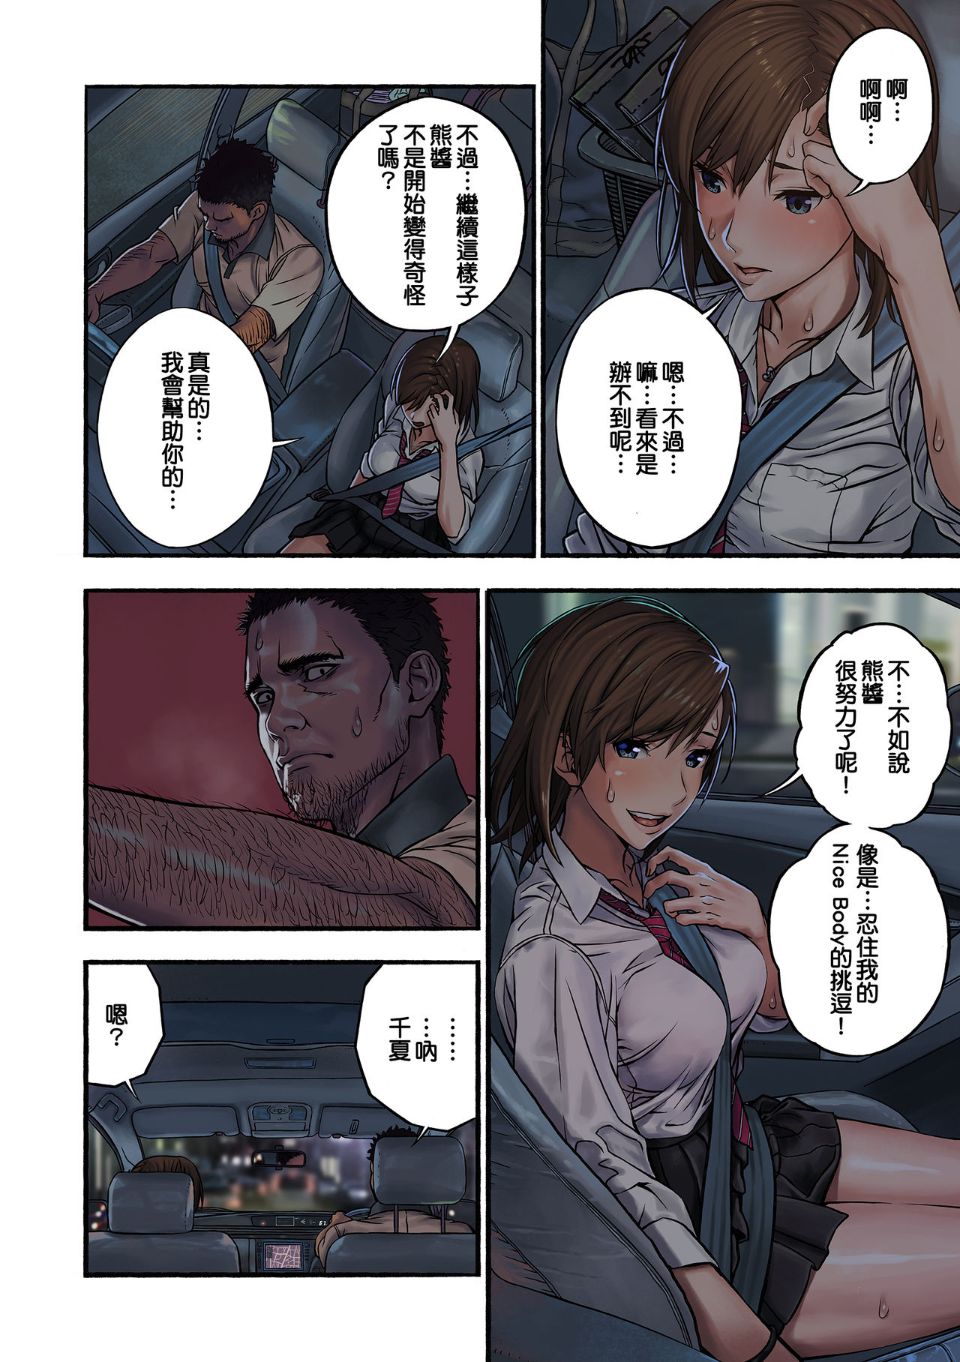 啊…
啊啊…
嗯…不過…
嘛…看來是
辦不到呢…
不過…繼續這樣子
熊醬
不是開始變得奇怪
了嗎？
真是的…
我會幫助你的…
不…不如說
熊醬
很努力了呢！
像是…忍住我的
Nice Body的挑逗！
……
…吶
千夏
嗯？